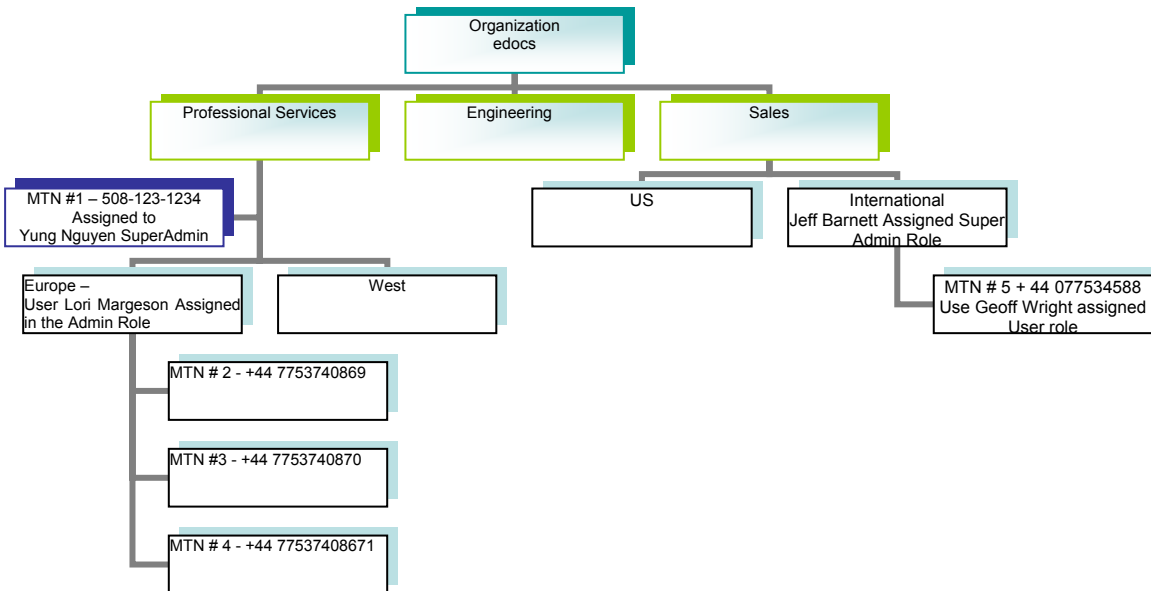 Organization
edocs
Professional Services
Engineering
Sales
MTN #1 – 508-123-1234
Assigned to
Yung Nguyen SuperAdmin
US
International
Jeff Barnett Assigned Super
Admin Role
Europe –
User Lori Margeson Assigned
in the Admin Role
West
MTN # 5 + 44 077534588
Use Geoff Wright assigned
User role
MTN # 2 - +44 7753740869
MTN #3 - +44 7753740870
MTN # 4 - +44 77537408671